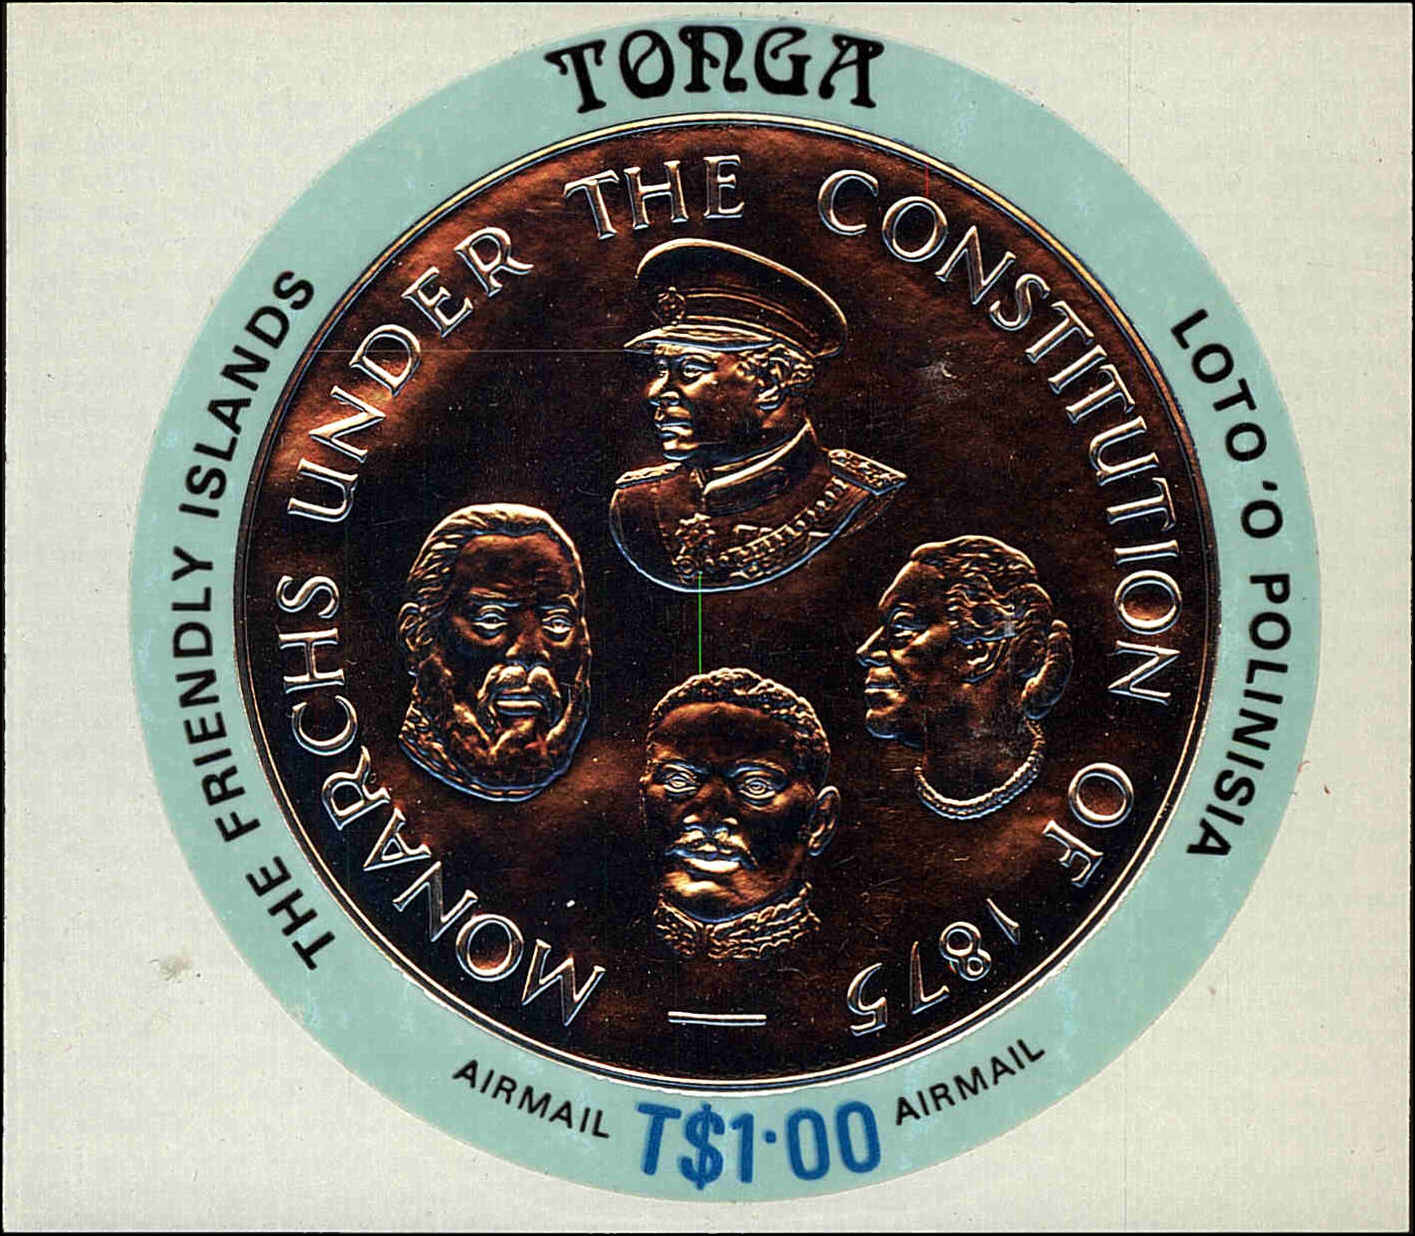 TONGA
THE FRIENDLY ISLANDS
LOTO 'O POLINISIA
MONARCHS UNDER THE CONSTITUTION OF 1875
AIRMAIL
T$1·00
AIRMAIL